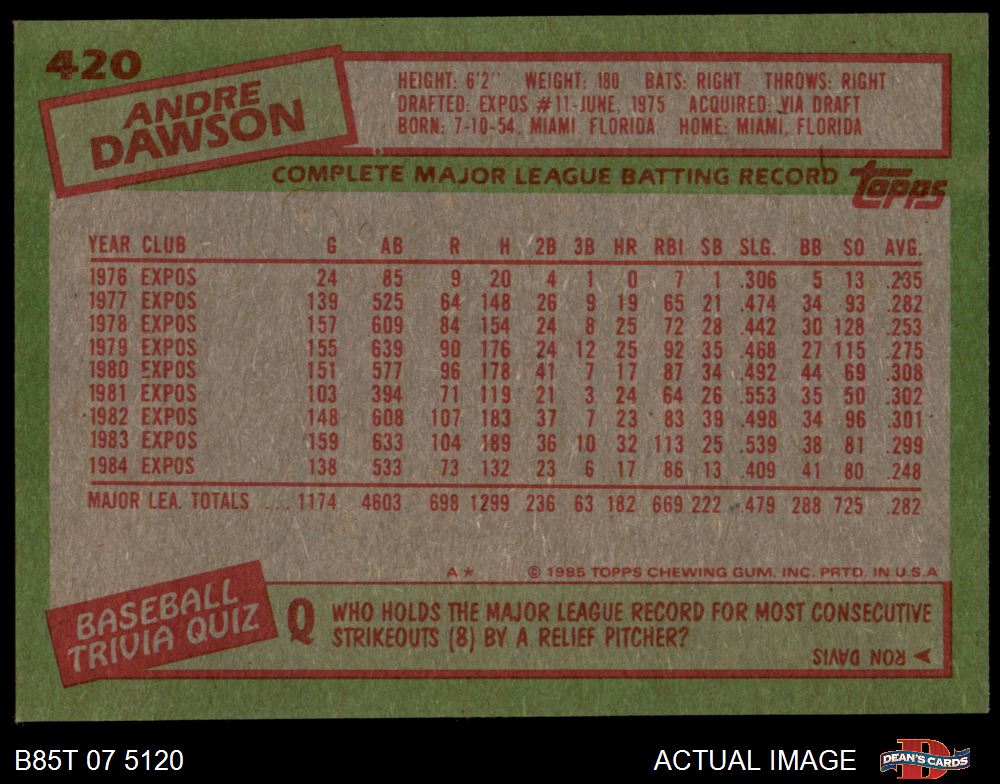 420
ANDRE
DAWSON
HEIGHT: 6'2" WEIGHT: 180 BATS: RIGHT THROWS: RIGHT
DRAFTED: EXPOS #11-JUNE, 1975 ACQUIRED: VIA DRAFT
BORN: 7-10-54, MIAMI, FLORIDA HOME: MIAMI, FLORIDA
COMPLETE MAJOR LEAGUE BATTING RECORD topps
YEAR CLUB G AB R H 2B 3B HR RBI SB SLG. BB SO AVG.
1976 EXPOS 24 85 9 20 4 1 0 7 1 .306 5 13 .235
1977 EXPOS 139 525 64 148 26 9 19 65 21 .474 34 93 .282
1978 EXPOS 157 609 84 154 24 8 25 72 28 .442 30 128 .253
1979 EXPOS 155 639 90 176 24 12 25 92 35 .468 27 115 .275
1980 EXPOS 151 577 96 178 41 7 17 87 34 .492 44 69 .308
1981 EXPOS 103 394 71 119 21 3 24 64 26 .553 35 50 .302
1982 EXPOS 148 608 107 183 37 7 23 83 39 .498 34 96 .301
1983 EXPOS 159 633 104 189 36 10 32 113 25 .539 38 81 .299
1984 EXPOS 138 533 73 132 23 6 17 86 13 .409 41 80 .248
MAJOR LEA. TOTALS ... 1174 4603 698 1299 236 63 182 669 222 .479 288 725 .282
A* © 1985 TOPPS CHEWING GUM. INC. PRTD. IN U.S.A
BASEBALL
TRIVIA QUIZ
Q WHO HOLDS THE MAJOR LEAGUE RECORD FOR MOST CONSECUTIVE
STRIKEOUTS (8) BY A RELIEF PITCHER?
RON DAVIS
B85T 07 5120 ACTUAL IMAGE D DEAN'S CARDS